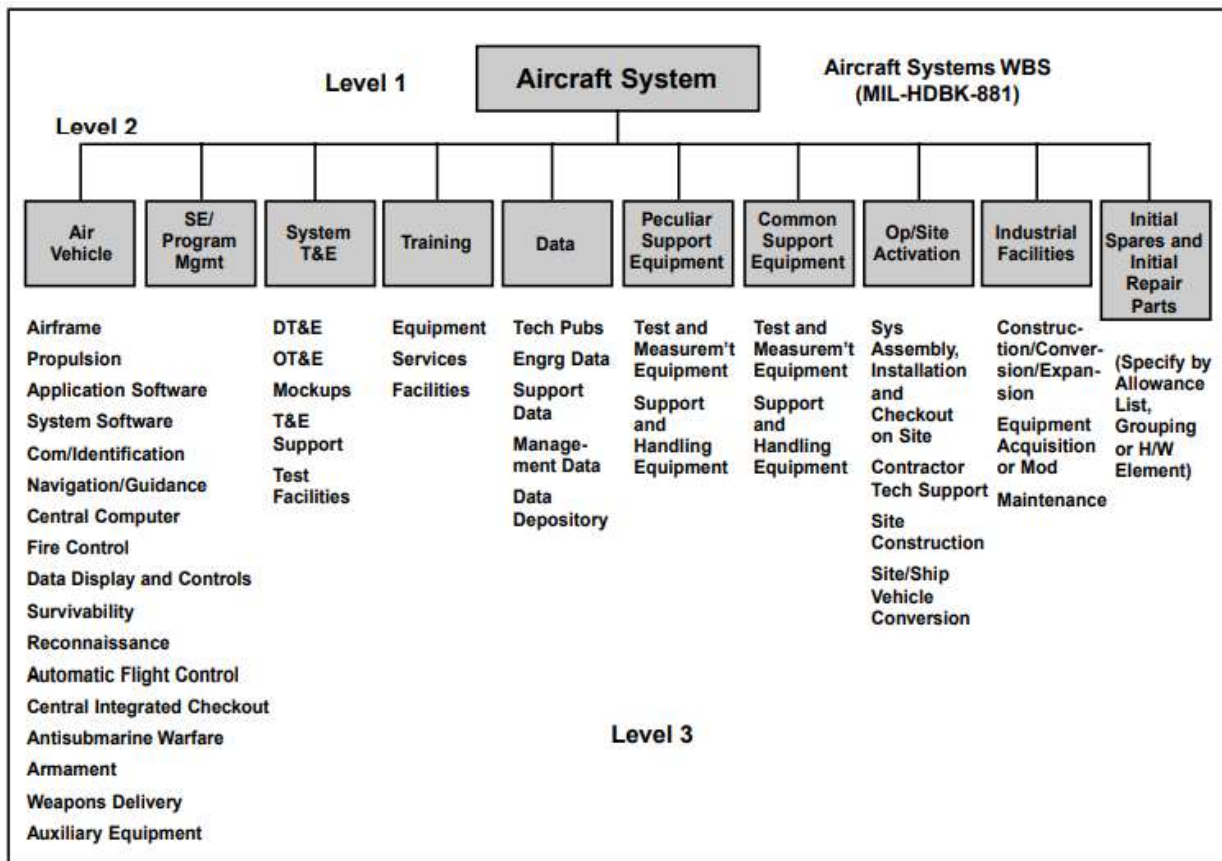 Level 1
Aircraft System
Aircraft Systems WBS
(MIL-HDBK-881)
Level 2
Air
Vehicle
SE/
Program
Mgmt
System
T&E
Training
Data
Peculiar
Support
Equipment
Common
Support
Equipment
Op/Site
Activation
Industrial
Facilities
Initial
Spares and
Initial
Repair
Parts
Airframe
Propulsion
Application Software
System Software
Com/Identification
Navigation/Guidance
Central Computer
Fire Control
Data Display and Controls
Survivability
Reconnaissance
Automatic Flight Control
Central Integrated Checkout
Antisubmarine Warfare
Armament
Weapons Delivery
Auxiliary Equipment
DT&E
OT&E
Mockups
T&E
Support
Test
Facilities
Equipment
Services
Facilities
Tech Pubs
Engrg Data
Support
Data
Manage-
ment Data
Data
Depository
Test and
Measurem't
Equipment
Support
and
Handling
Equipment
Test and
Measurem't
Equipment
Support
and
Handling
Equipment
Sys
Assembly,
Installation
and
Checkout
on Site
Contractor
Tech Support
Site
Construction
Site/Ship
Vehicle
Conversion
Construc-
tion/Conver-
sion/Expan-
sion
Equipment
Acquisition
or Mod
Maintenance
(Specify by
Allowance
List,
Grouping
or H/W
Element)
Level 3